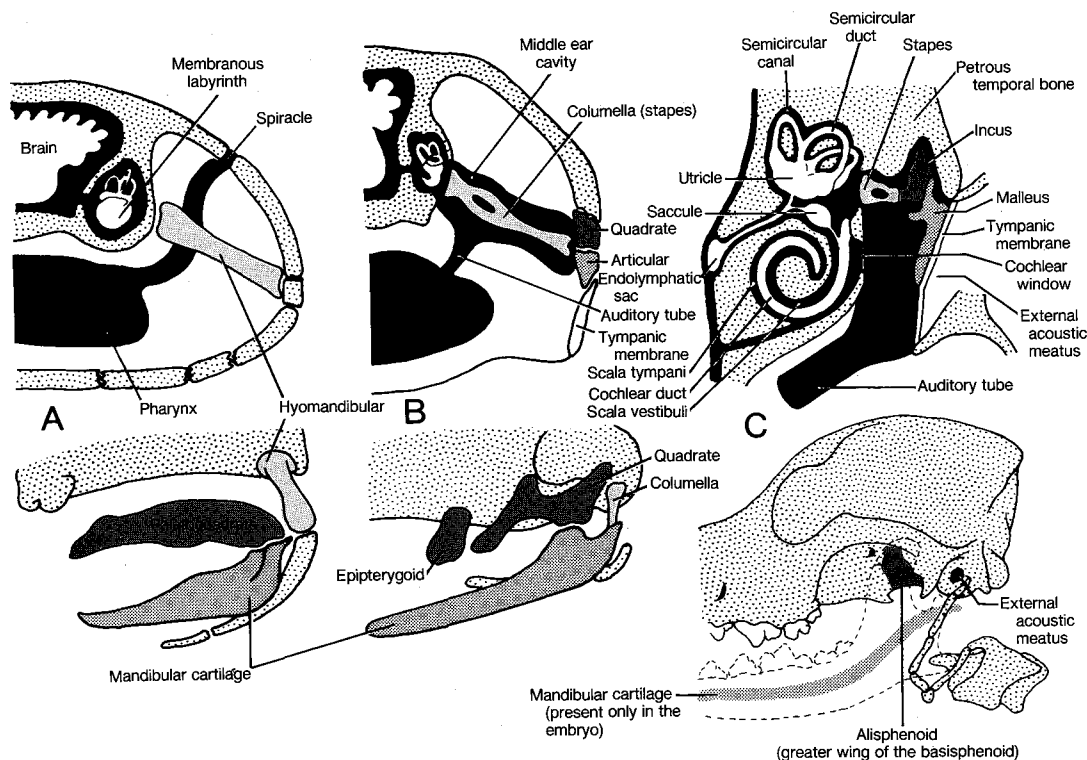 Membranous
labyrinth
Brain
Spiracle
Pharynx
A
Hyomandibular
Mandibular cartilage
Middle ear
cavity
Columella (stapes)
Quadrate
Articular
Endolymphatic
sac
Auditory tube
Tympanic
membrane
Scala tympani
Cochlear duct
Scala vestibuli
B
Quadrate
Columella
Epipterygoid
Semicircular
canal
Semicircular
duct
Stapes
Petrous
temporal bone
Incus
Utricle
Malleus
Saccule
Tympanic
membrane
Cochlear
window
External
acoustic
meatus
Auditory tube
C
External
acoustic
meatus
Mandibular cartilage
(present only in the
embryo)
Alisphenoid
(greater wing of the basisphenoid)